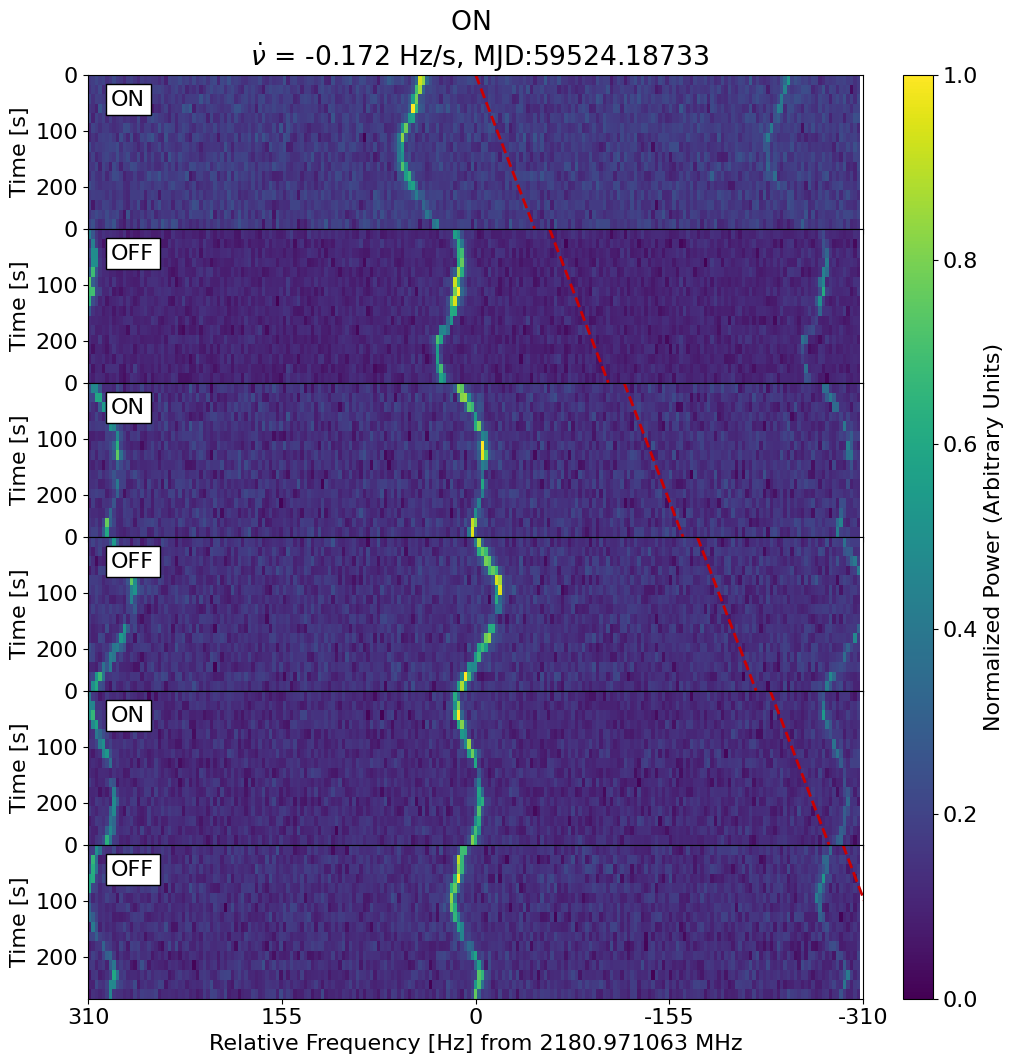 ON
ν̇ = -0.172 Hz/s, MJD:59524.18733
0
ON
100
Time [s]
200
0
OFF
100
Time [s]
200
0
ON
100
Time [s]
200
0
OFF
100
Time [s]
200
0
ON
100
Time [s]
200
0
OFF
100
Time [s]
200
310 155 0 -155 -310
Relative Frequency [Hz] from 2180.971063 MHz
1.0
0.8
0.6
0.4
0.2
0.0
Normalized Power (Arbitrary Units)